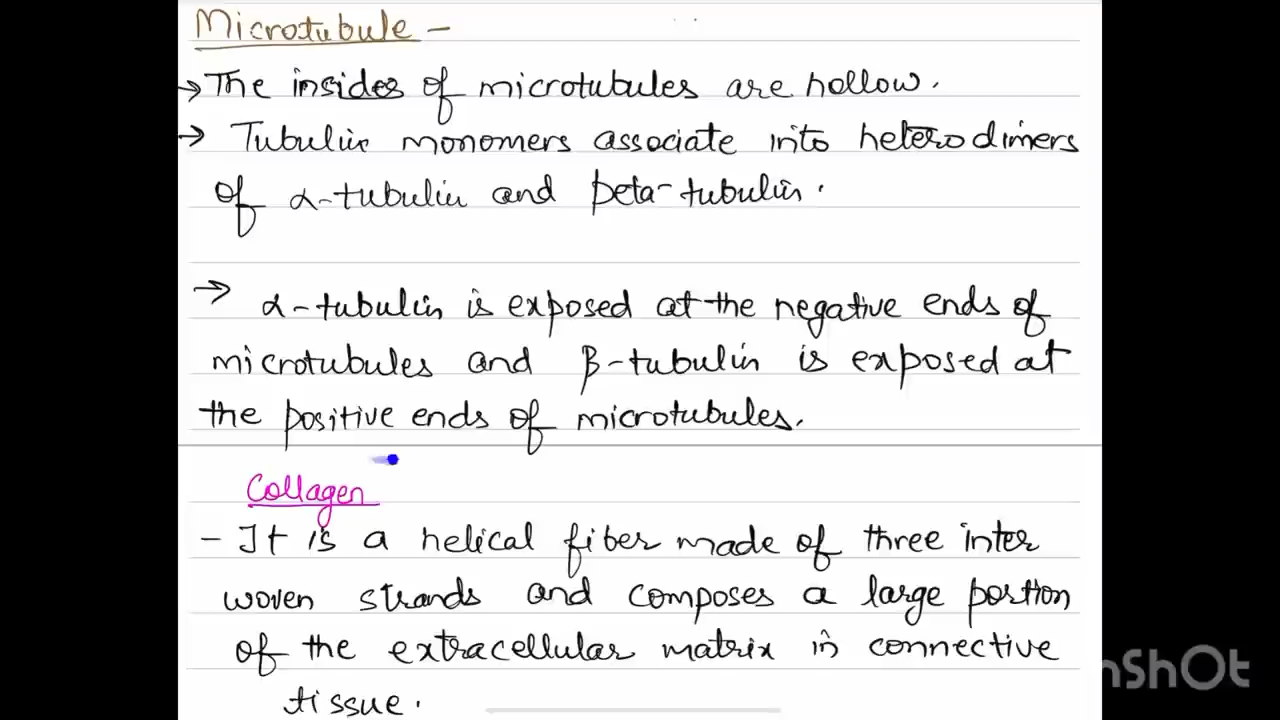 Microtubule -
→ The insides of microtubules are hollow.
→ Tubulin monomers associate into heterodimers
of α-tubulin and beta-tubulin.
→ α-tubulin is exposed at the negative ends of
microtubules and β-tubulin is exposed at
the positive ends of microtubules.
Collagen
- It is a helical fiber made of three inter
woven strands and composes a large portion
of the extracellular matrix in connective
tissue.